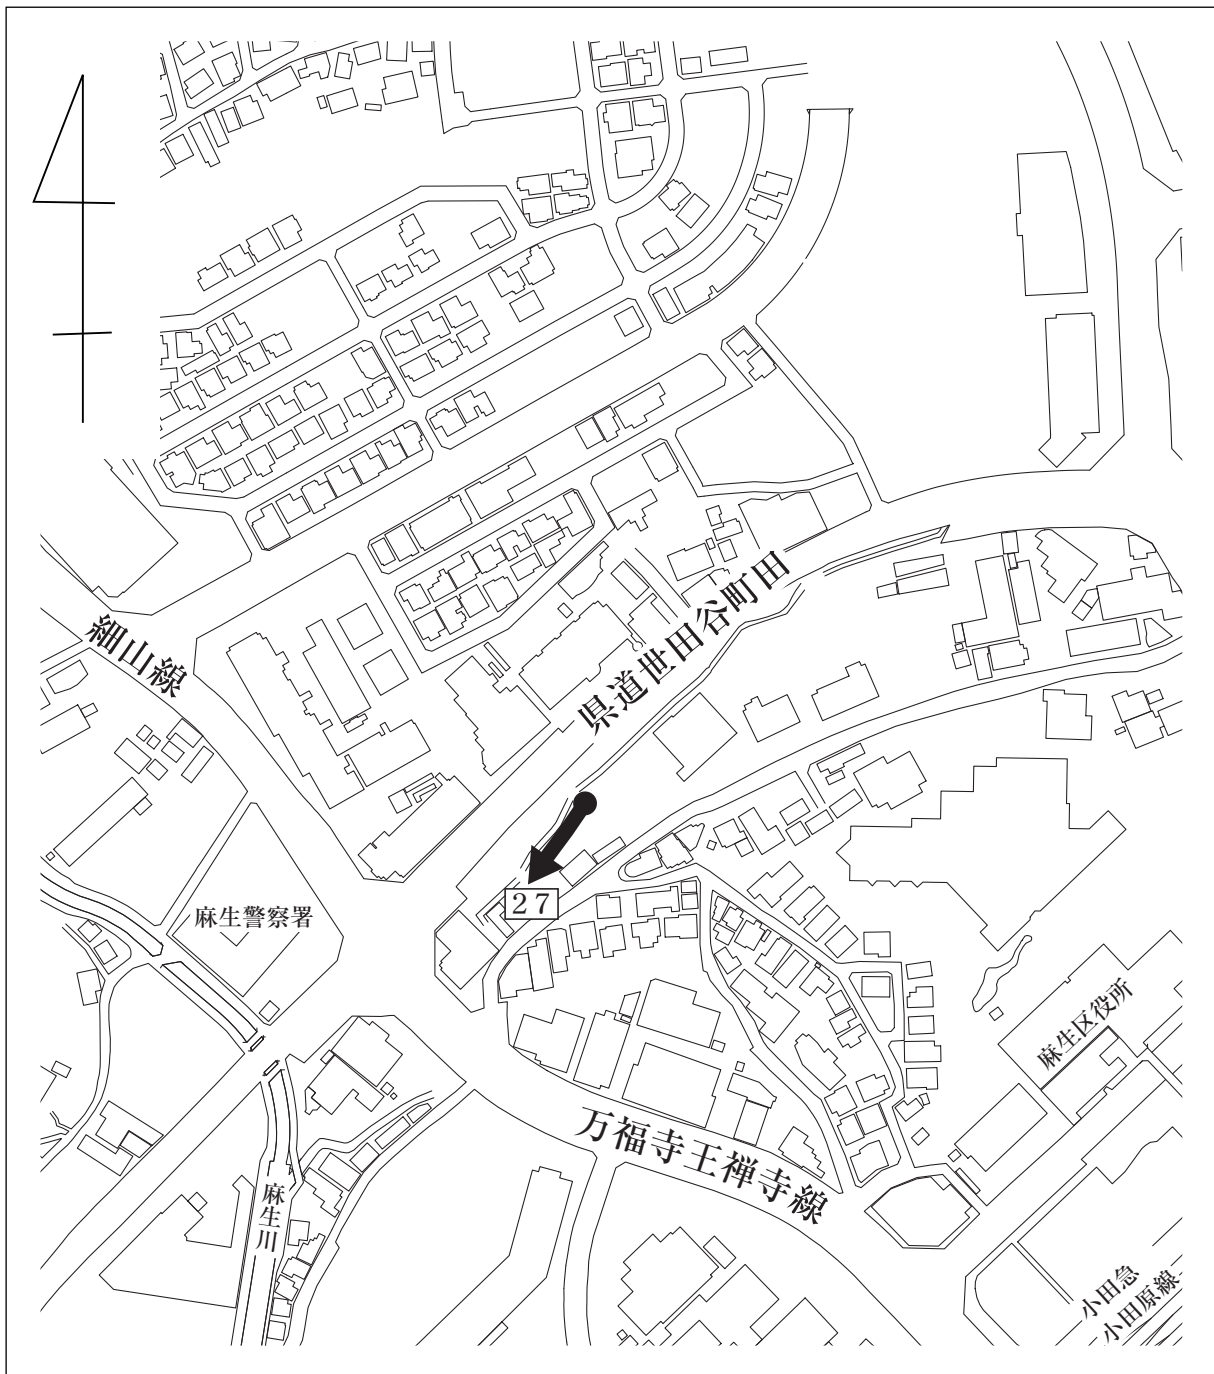 細山線
県道世田谷町田
27
麻生警察署
麻生区役所
万福寺王禅寺線
麻生川
小田急
小田原線